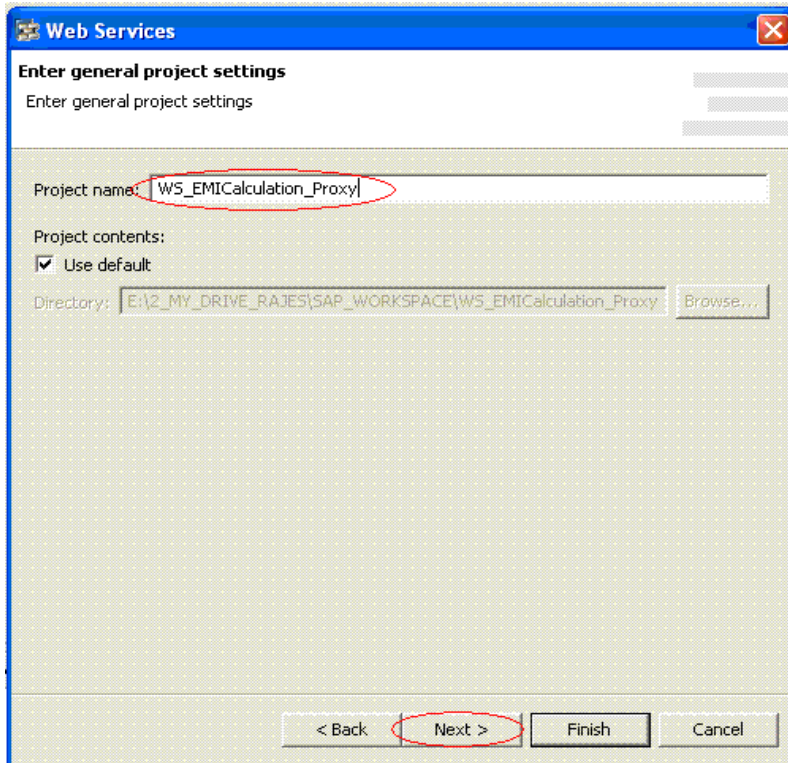 Web Services
Enter general project settings
Enter general project settings
Project name: WS_EMICalculation_Proxy
Project contents:
Use default
Directory: E:\2_MY_DRIVE_RAJES\SAP_WORKSPACE\WS_EMICalculation_Proxy Browse...
< Back Next > Finish Cancel